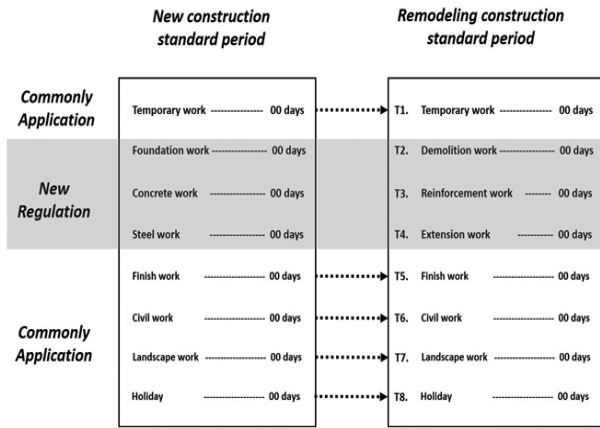 New construction
standard period
Remodeling construction
standard period
Commonly
Application
Temporary work --------------- 00 days
T1. Temporary work --------------- 00 days
New
Regulation
Foundation work --------------- 00 days
T2. Demolition work --------------- 00 days
Concrete work --------------- 00 days
T3. Reinforcement work ------- 00 days
Steel work --------------- 00 days
T4. Extension work --------------- 00 days
Commonly
Application
Finish work --------------- 00 days
T5. Finish work --------------- 00 days
Civil work --------------- 00 days
T6. Civil work --------------- 00 days
Landscape work --------------- 00 days
T7. Landscape work --------------- 00 days
Holiday --------------- 00 days
T8. Holiday --------------- 00 days